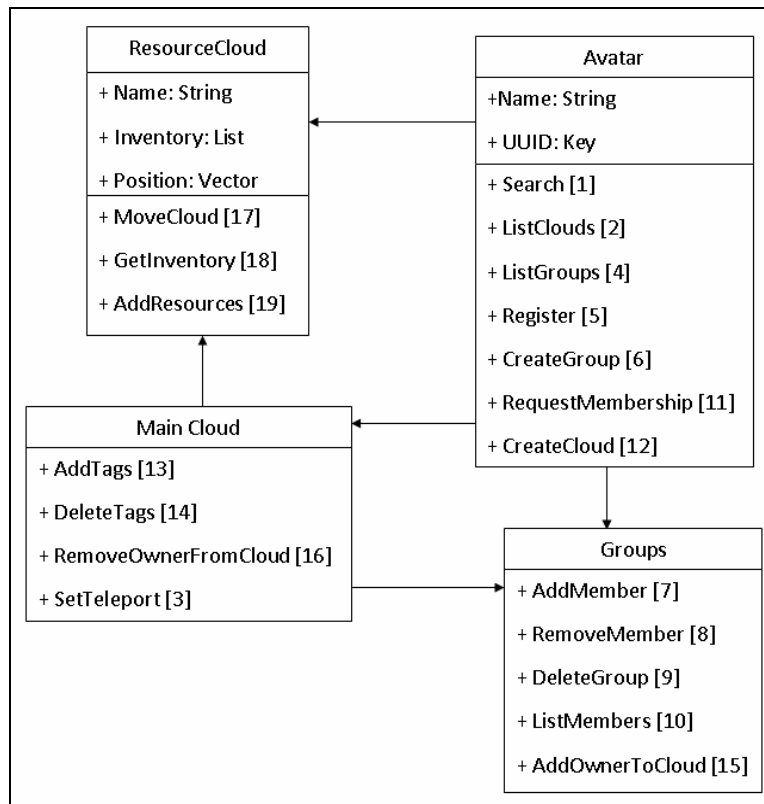 ResourceCloud
+ Name: String
+ Inventory: List
+ Position: Vector
+ MoveCloud [17]
+ GetInventory [18]
+ AddResources [19]
Avatar
+Name: String
+ UUID: Key
+ Search [1]
+ ListClouds [2]
+ ListGroups [4]
+ Register [5]
+ CreateGroup [6]
+ RequestMembership [11]
+ CreateCloud [12]
Main Cloud
+ AddTags [13]
+ DeleteTags [14]
+ RemoveOwnerFromCloud [16]
+ SetTeleport [3]
Groups
+ AddMember [7]
+ RemoveMember [8]
+ DeleteGroup [9]
+ ListMembers [10]
+ AddOwnerToCloud [15]